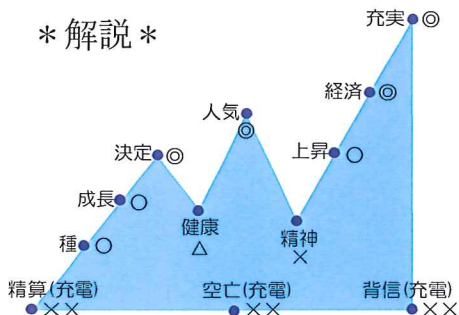 ＊解説＊
充実 ◎
経済 ◎
人気
◎
上昇 ○
決定 ◎
成長 ○
健康
△
精神
×
種 ○
精算(充電)
××
空亡(充電)
××
背信(充電)
××